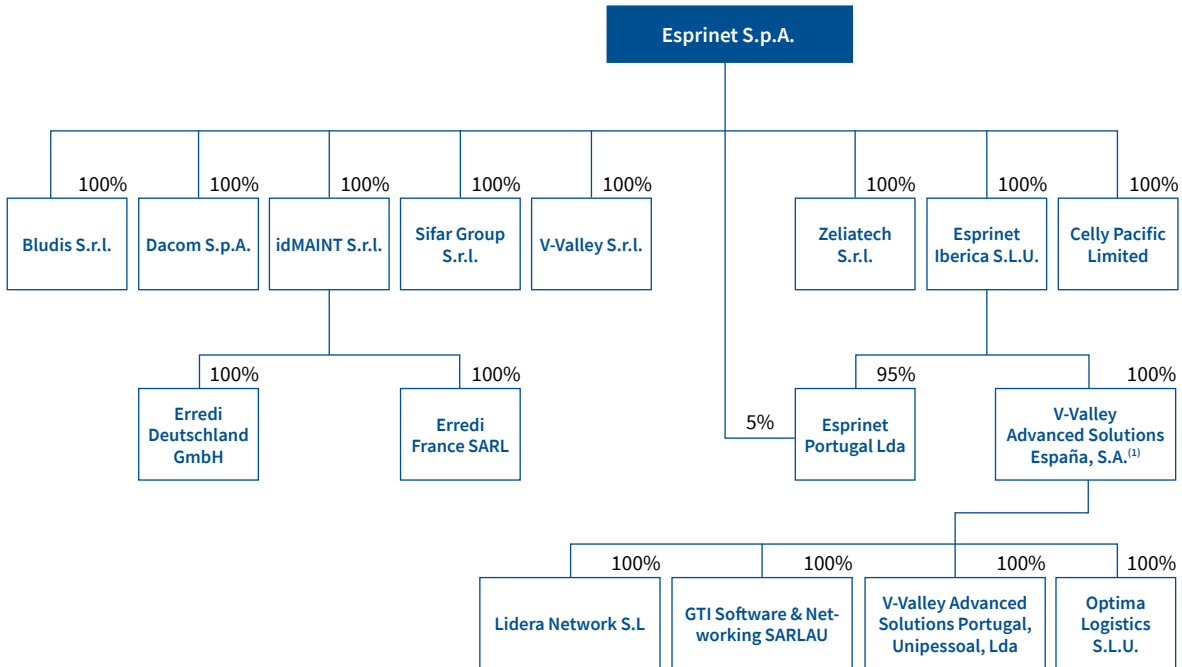 Esprinet S.p.A.
100%
100%
100%
100%
100%
100%
100%
100%
Bludis S.r.l.
Dacom S.p.A.
idMAINT S.r.l.
Sifar Group
S.r.l.
V-Valley S.r.l.
Zeliatech
S.r.l.
Esprinet
Iberica S.L.U.
Celly Pacific
Limited
100%
100%
95%
100%
Erredi
Deutschland
GmbH
Erredi
France SARL
5%
Esprinet
Portugal Lda
V-Valley
Advanced Solutions
España, S.A.(1)
100%
100%
100%
100%
Lidera Network S.L
GTI Software & Net-
working SARLAU
V-Valley Advanced
Solutions Portugal,
Unipessoal, Lda
Optima
Logistics
S.L.U.